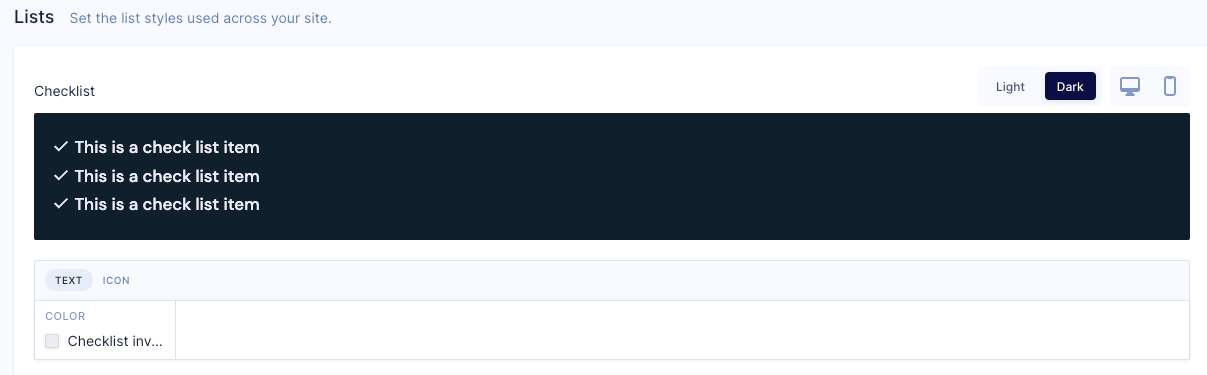 Lists Set the list styles used across your site.
Checklist Light Dark
This is a check list item
This is a check list item
This is a check list item
TEXT ICON
COLOR
Checklist inv...